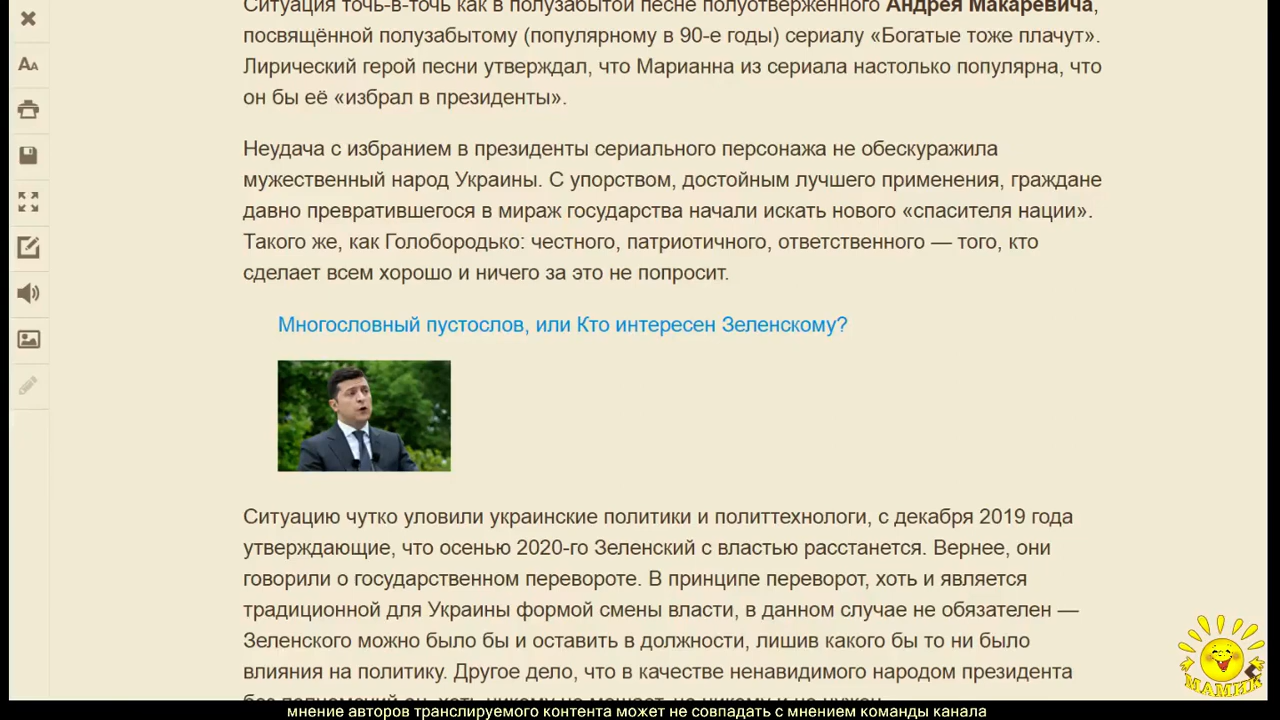 Ситуация точь-в-точь как в полузабытой песне полуотверженного Андрея Макаревича,
посвящённой полузабытому (популярному в 90-е годы) сериалу «Богатые тоже плачут».
Лирический герой песни утверждал, что Марианна из сериала настолько популярна, что
он бы её «избрал в президенты».
Неудача с избранием в президенты сериального персонажа не обескуражила
мужественный народ Украины. С упорством, достойным лучшего применения, граждане
давно превратившегося в мираж государства начали искать нового «спасителя нации».
Такого же, как Голобородько: честного, патриотичного, ответственного — того, кто
сделает всем хорошо и ничего за это не попросит.
Многословный пустослов, или Кто интересен Зеленскому?
Ситуацию чутко уловили украинские политики и политтехнологи, с декабря 2019 года
утверждающие, что осенью 2020-го Зеленский с властью расстанется. Вернее, они
говорили о государственном перевороте. В принципе переворот, хоть и является
традиционной для Украины формой смены власти, в данном случае не обязателен —
Зеленского можно было бы и оставить в должности, лишив какого бы то ни было
влияния на политику. Другое дело, что в качестве ненавидимого народом президента
МАМИК
мнение авторов транслируемого контента может не совпадать с мнением команды канала